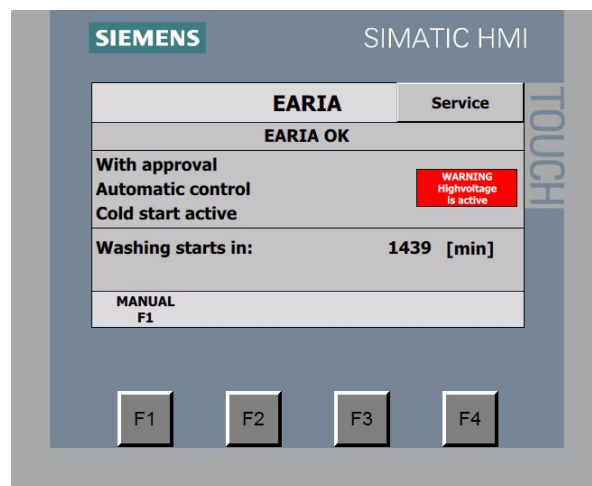 SIEMENS
SIMATIC HMI
TOUCH
EARIA
Service
EARIA OK
With approval
Automatic control
Cold start active
WARNING
Highvoltage
is active
Washing starts in: 1439 [min]
MANUAL
F1
F1 F2 F3 F4